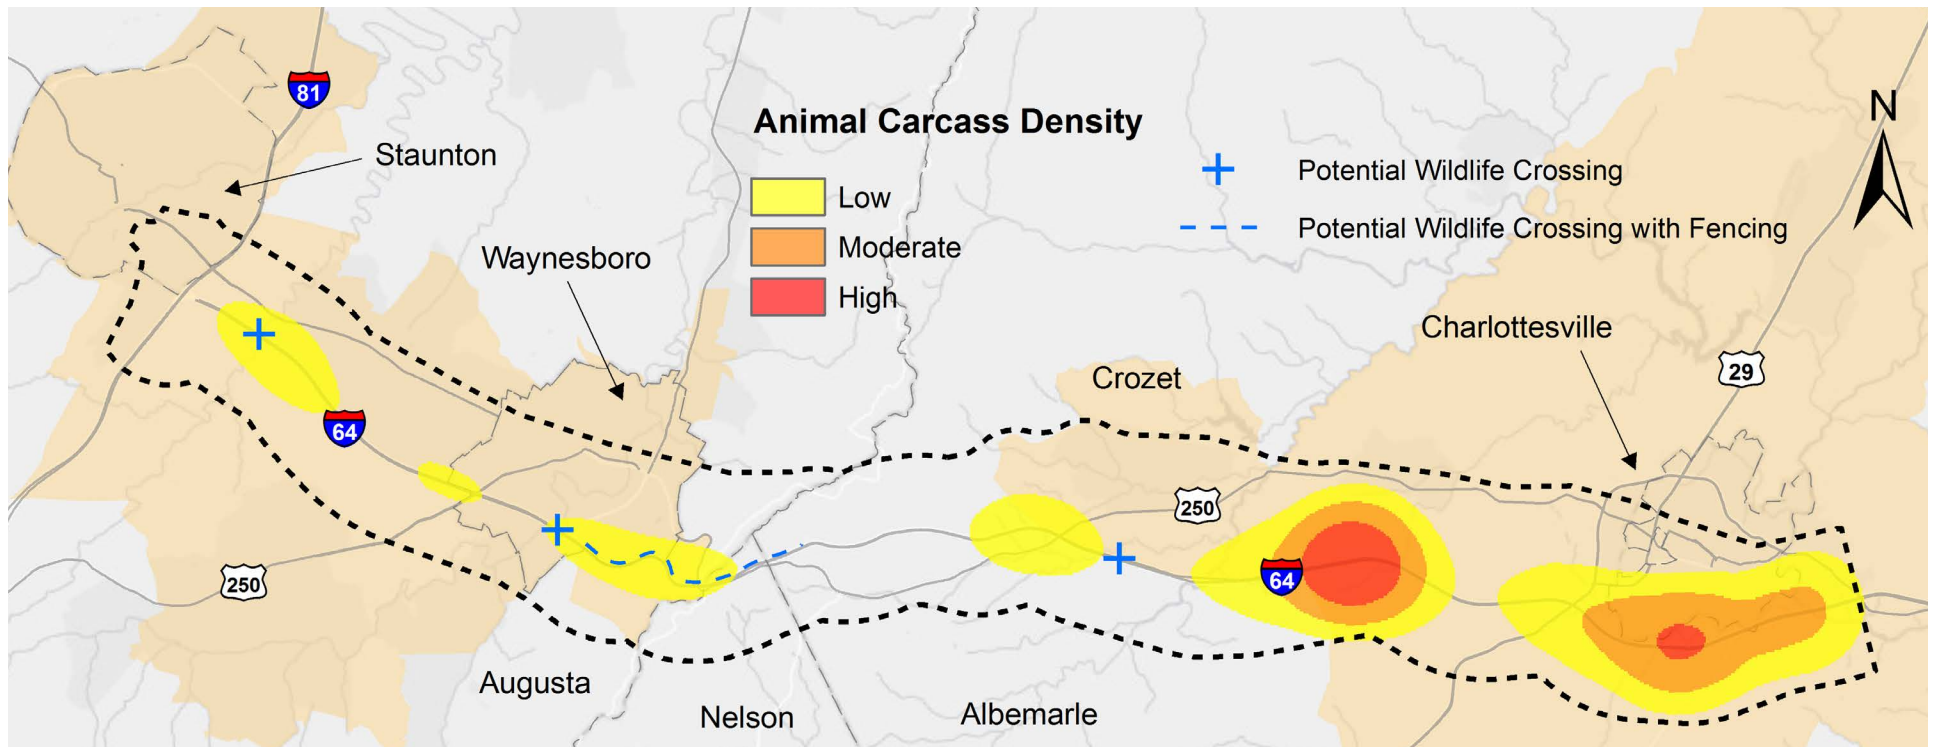 N
81
Animal Carcass Density
Staunton
Potential Wildlife Crossing
Low
Potential Wildlife Crossing with Fencing
Moderate
Waynesboro
High
Charlottesville
29
Crozet
64
250
64
250
Augusta
Nelson
Albemarle